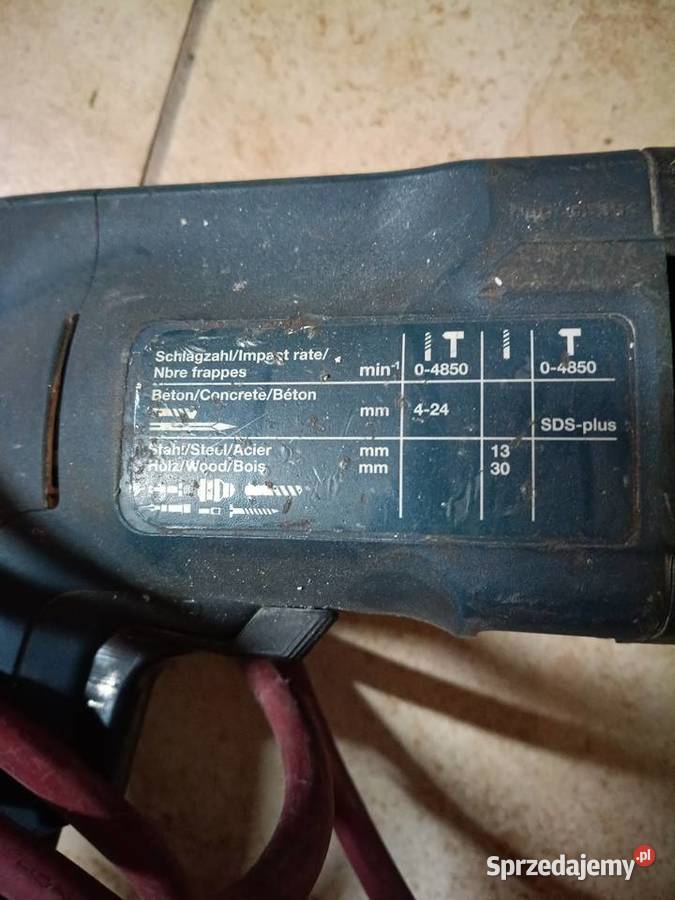 Schlagzahl/Impact rate/
Nbre frappes min-1 0-4850 0-4850
Beton/Concrete/Béton
mm 4-24
SDS-plus
Stahl/Steel/Acier mm 13
Holz/Wood/Bois mm 30
Sprzedajemy.pl